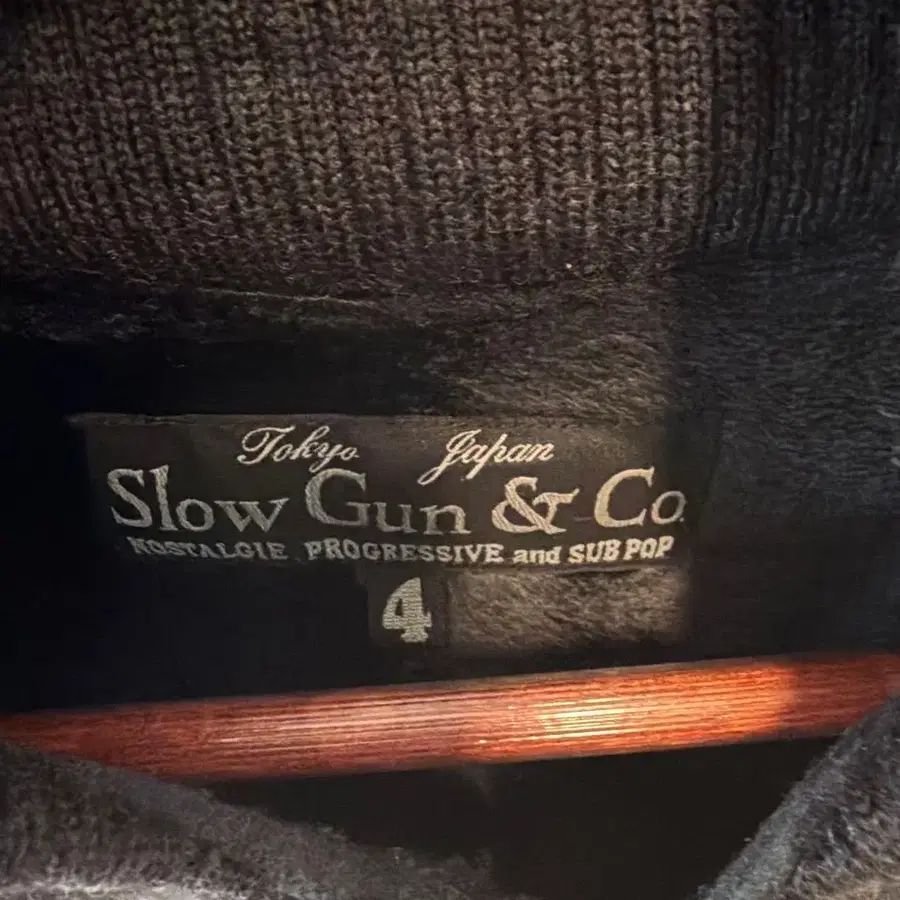 Tokyo Japan
Slow Gun & Co.
NOSTALGIE PROGRESSIVE and SUB POP
4